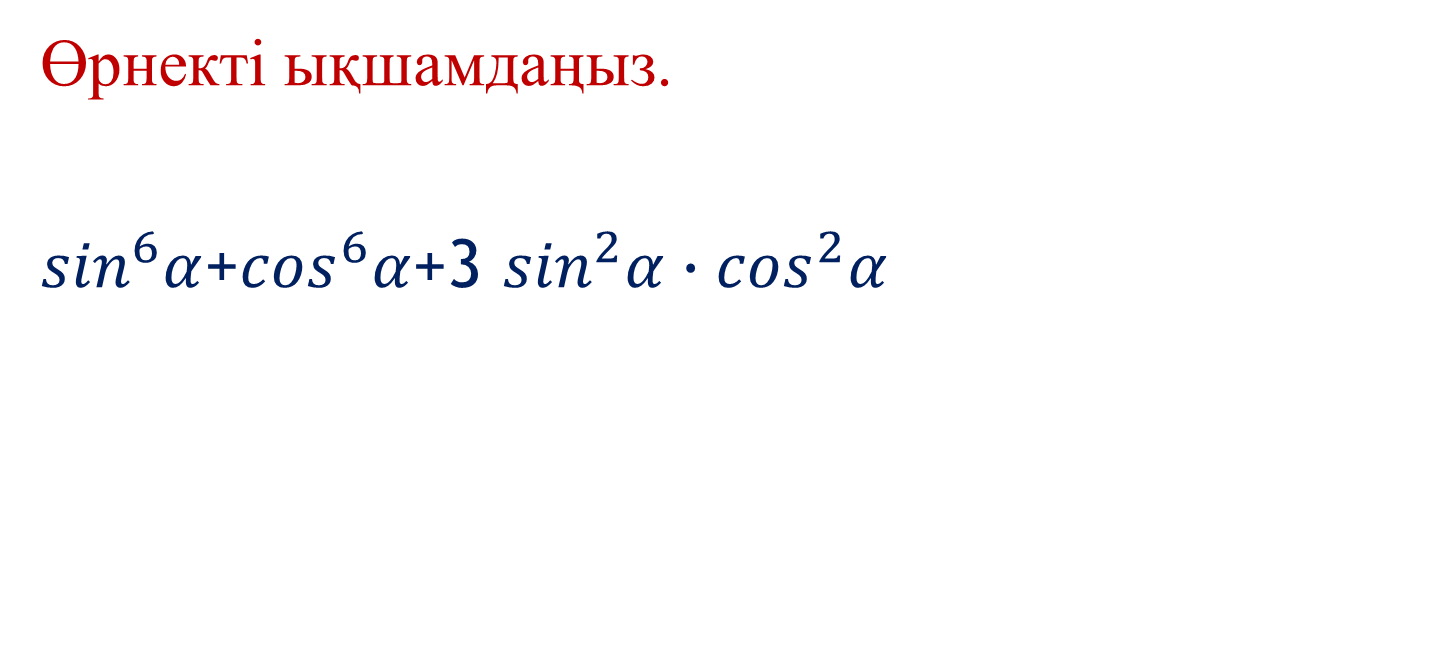 Өрнекті ықшамдаңыз.
sin⁶α+cos⁶α+3 sin²α · cos²α